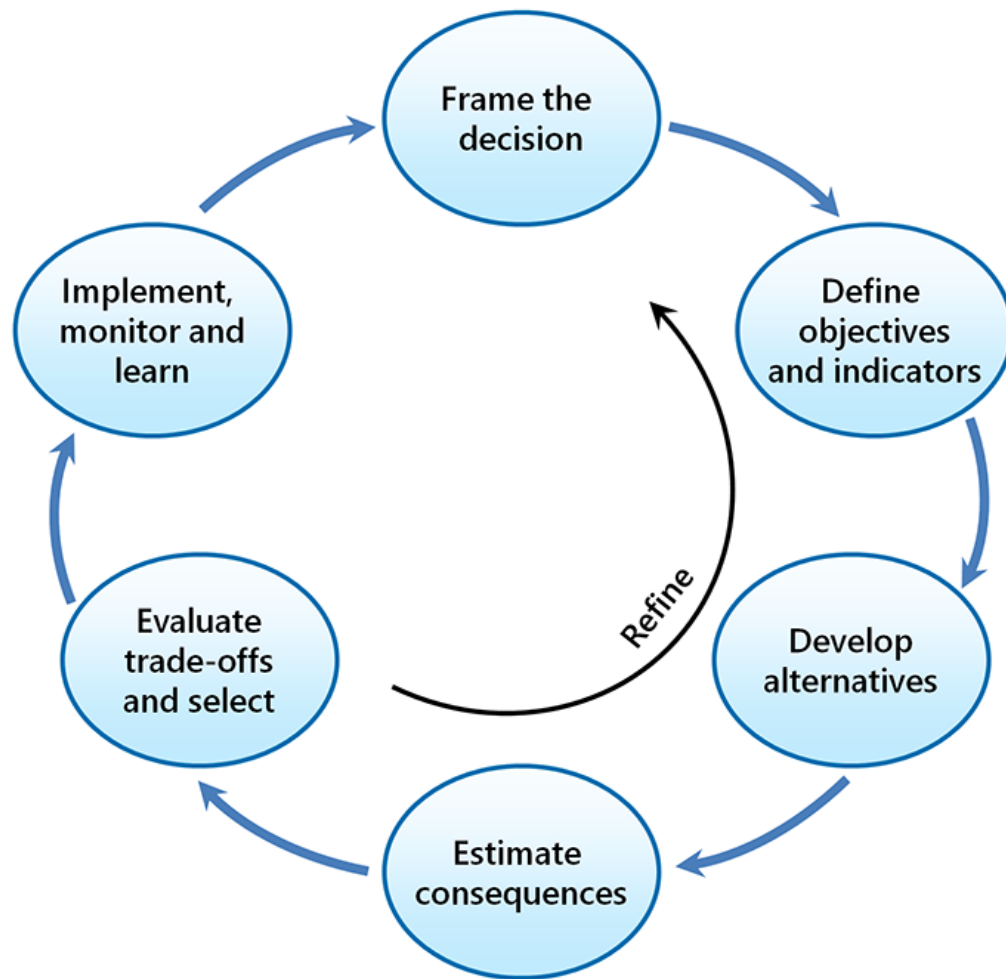 Frame the
decision
Define
objectives
and indicators
Develop
alternatives
Estimate
consequences
Evaluate
trade-offs
and select
Implement,
monitor and
learn
Refine